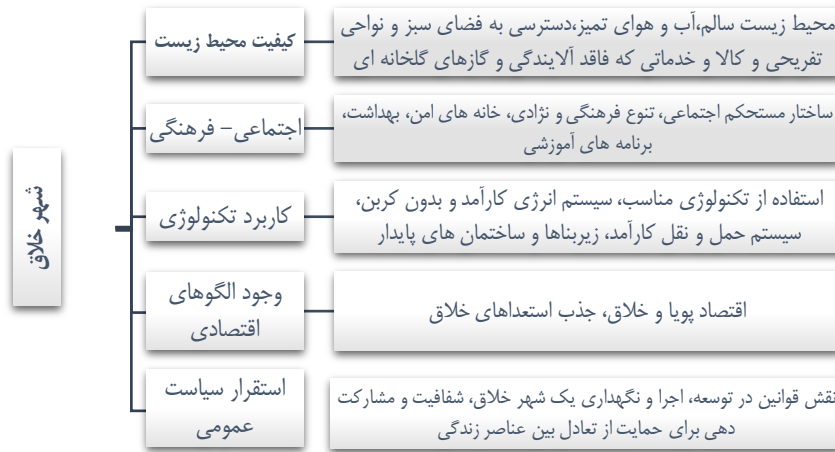 شهر خلاق
کیفیت محیط زیست
محیط زیست سالم،آب و هوای تمیز،دسترسی به فضای سبز و نواحی
تفریحی و کالا و خدماتی که فاقد آلایندگی و گازهای گلخانه ای
اجتماعی- فرهنگی
ساختار مستحکم اجتماعی، تنوع فرهنگی و نژادی، خانه های امن، بهداشت،
برنامه های آموزشی
کاربرد تکنولوژی
استفاده از تکنولوژی مناسب، سیستم انرژی کارآمد و بدون کربن،
سیستم حمل و نقل کارآمد، زیربناها و ساختمان های پایدار
وجود الگوهای
اقتصادی
اقتصاد پویا و خلاق، جذب استعداهای خلاق
استقرار سیاست
عمومی
نقش قوانین در توسعه، اجرا و نگهداری یک شهر خلاق، شفافیت و مشارکت
دهی برای حمایت از تعادل بین عناصر زندگی